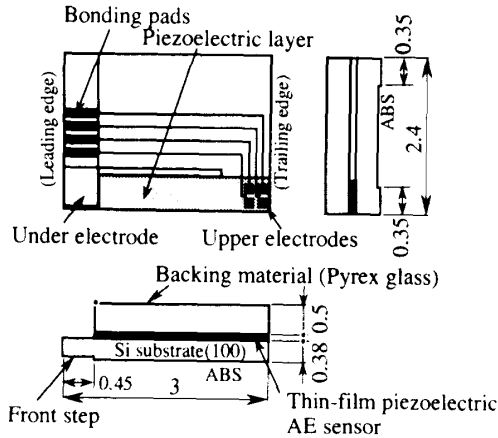 Bonding pads
Piezoelectric layer
(Leading edge)
(Trailing edge)
0.35
ABS
2.4
0.35
Under electrode
Upper electrodes
Backing material (Pyrex glass)
0.5
Si substrate(100)
0.38
ABS
0.45
3
Front step
Thin-film piezoelectric
AE sensor